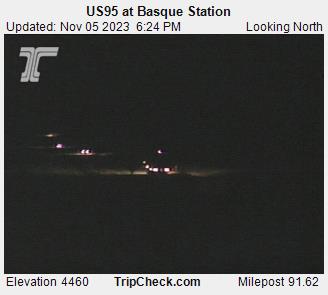 US95 at Basque Station
Updated: Nov 05 2023 6:24 PM Looking North
Elevation 4460 TripCheck.com Milepost 91.62